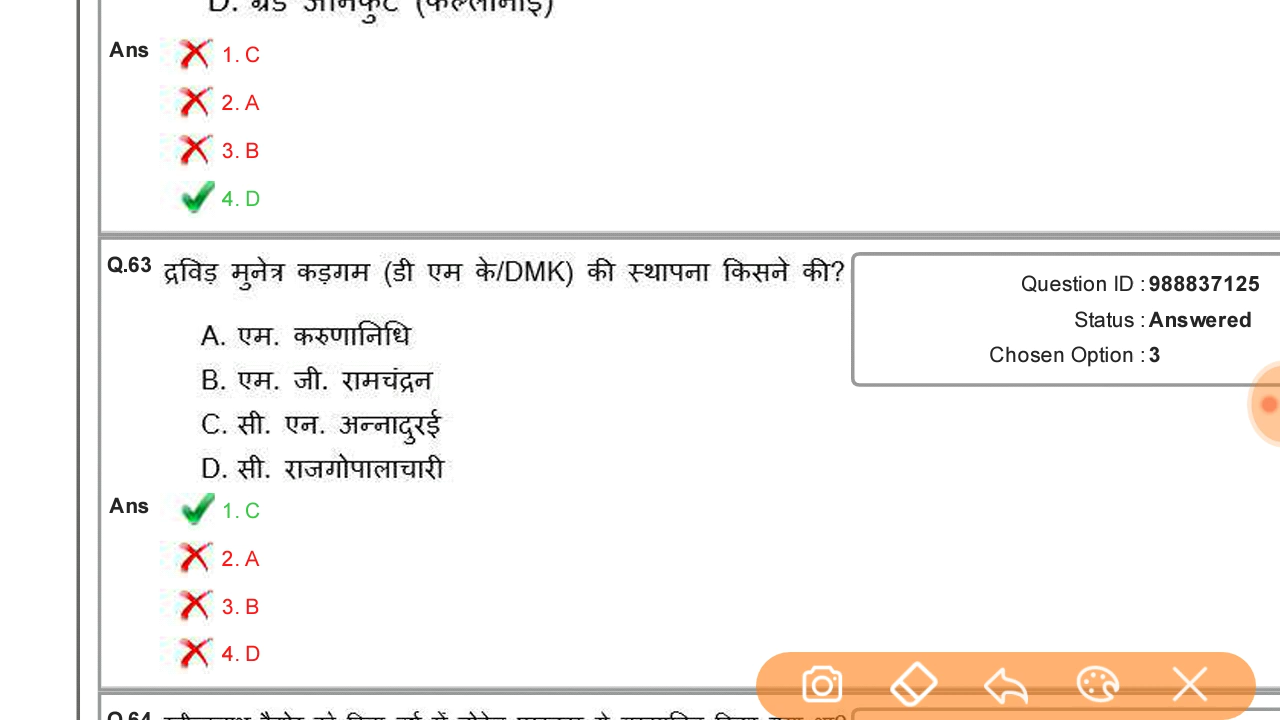 D. ग्रैंड
Ans
1. C
2. A
3. B
4. D
Q.63 द्रविड़ मुनेत्र कड़गम (डी एम के/DMK) की स्थापना किसने की?
Question ID : 988837125
Status : Answered
Chosen Option : 3
A. एम. करुणानिधि
B. एम. जी. रामचंद्रन
C. सी. एन. अन्नादुरई
D. सी. राजगोपालाचारी
Ans
1. C
2. A
3. B
4. D
Q.64